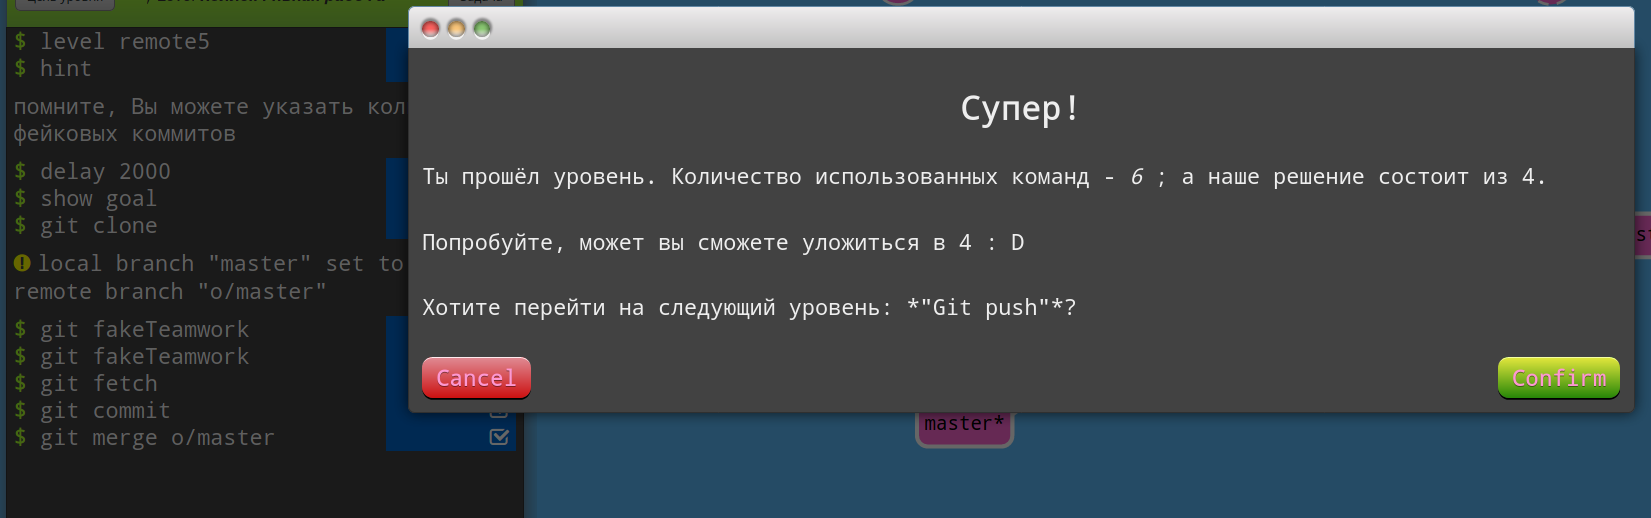 $ level remote5
$ hint
помните, Вы можете указать кол
фейковых коммитов
$ delay 2000
$ show goal
$ git clone
local branch "master" set to
remote branch "o/master"
$ git fakeTeamwork
$ git fakeTeamwork
$ git fetch
$ git commit
$ git merge o/master
Супер!
Ты прошёл уровень. Количество использованных команд - 6 ; а наше решение состоит из 4.
Попробуйте, может вы сможете уложиться в 4 : D
Хотите перейти на следующий уровень: *"Git push"*?
Cancel
Confirm
master*